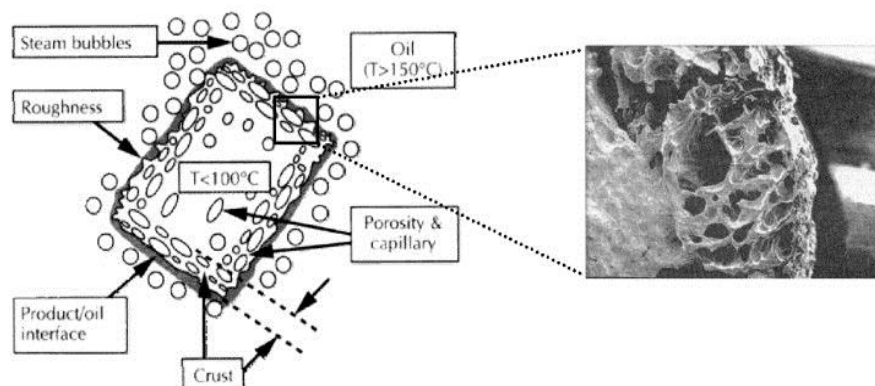 Steam bubbles
Oil
(T>150°C)
Roughness
T<100°C
Porosity &
capillary
Product/oil
interface
Crust